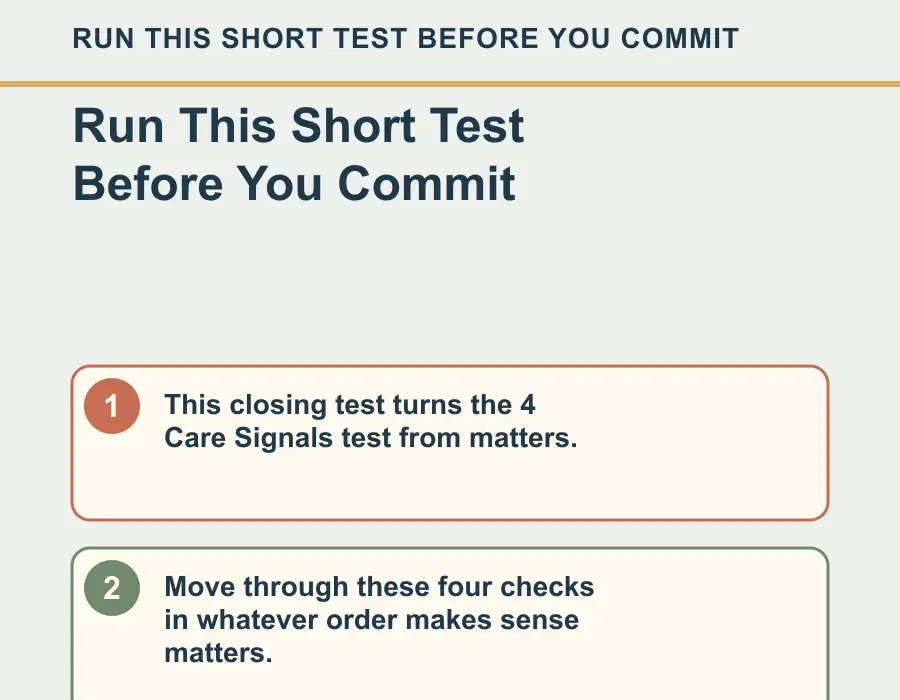 RUN THIS SHORT TEST BEFORE YOU COMMIT
Run This Short Test
Before You Commit
1
This closing test turns the 4
Care Signals test from matters.
2
Move through these four checks
in whatever order makes sense
matters.